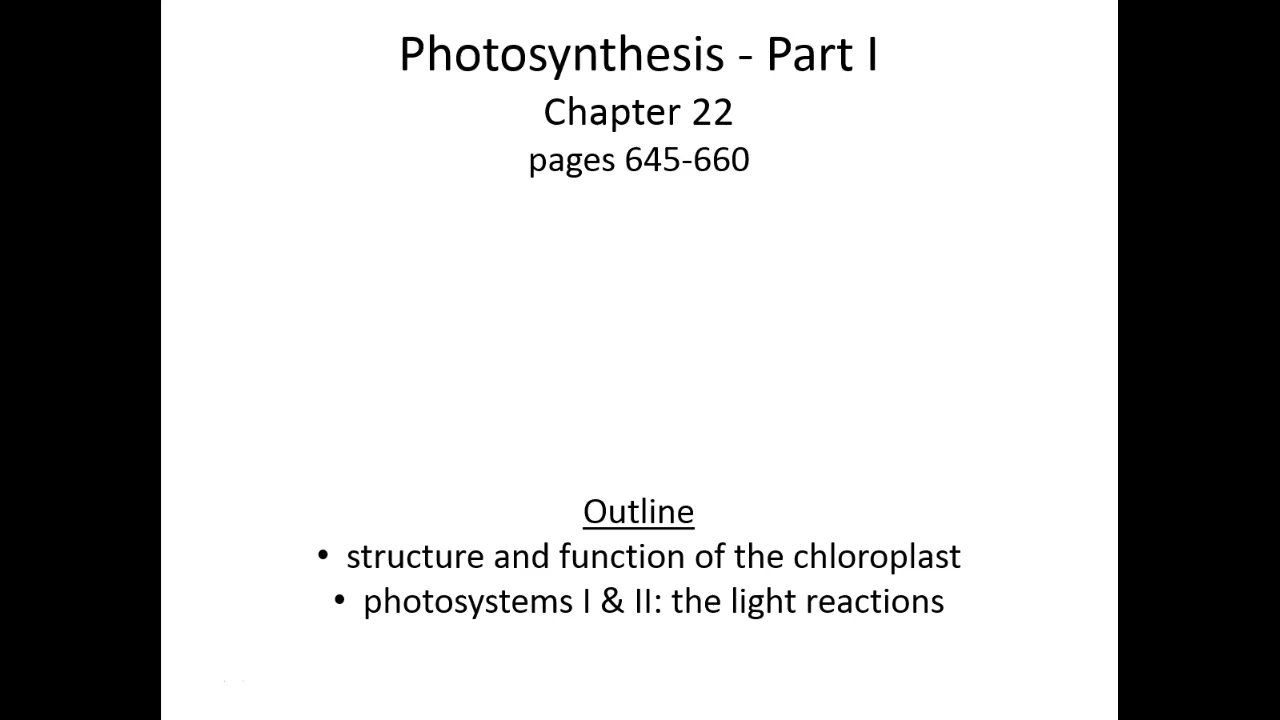 Photosynthesis - Part I
Chapter 22
pages 645-660
Outline
• structure and function of the chloroplast
• photosystems I & II: the light reactions